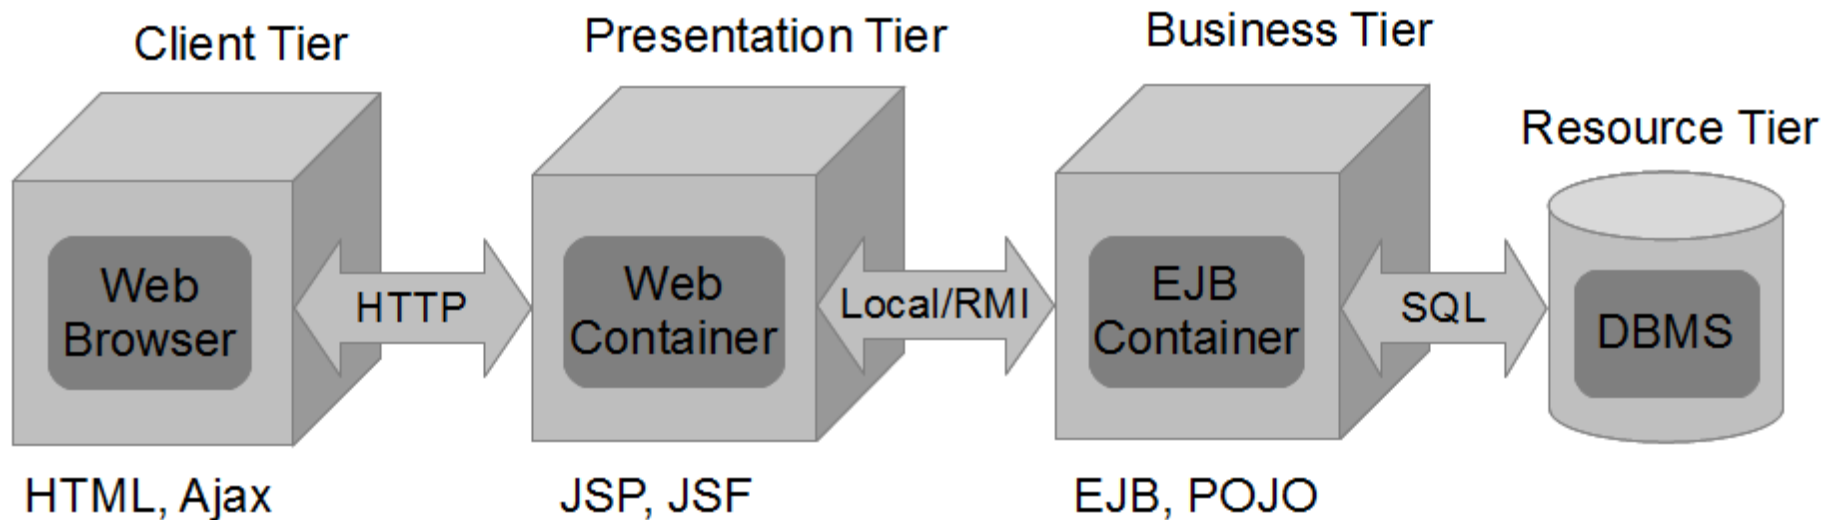 Client Tier
Presentation Tier
Business Tier
Resource Tier
Web
Browser
HTTP
Web
Container
Local/RMI
EJB
Container
SQL
DBMS
HTML, Ajax
JSP, JSF
EJB, POJO